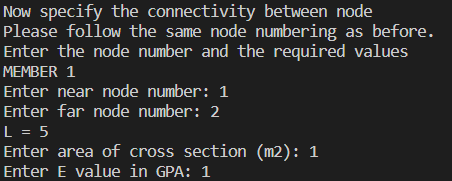 Now specify the connectivity between node
Please follow the same node numbering as before.
Enter the node number and the required values
MEMBER 1
Enter near node number: 1
Enter far node number: 2
L = 5
Enter area of cross section (m2): 1
Enter E value in GPA: 1